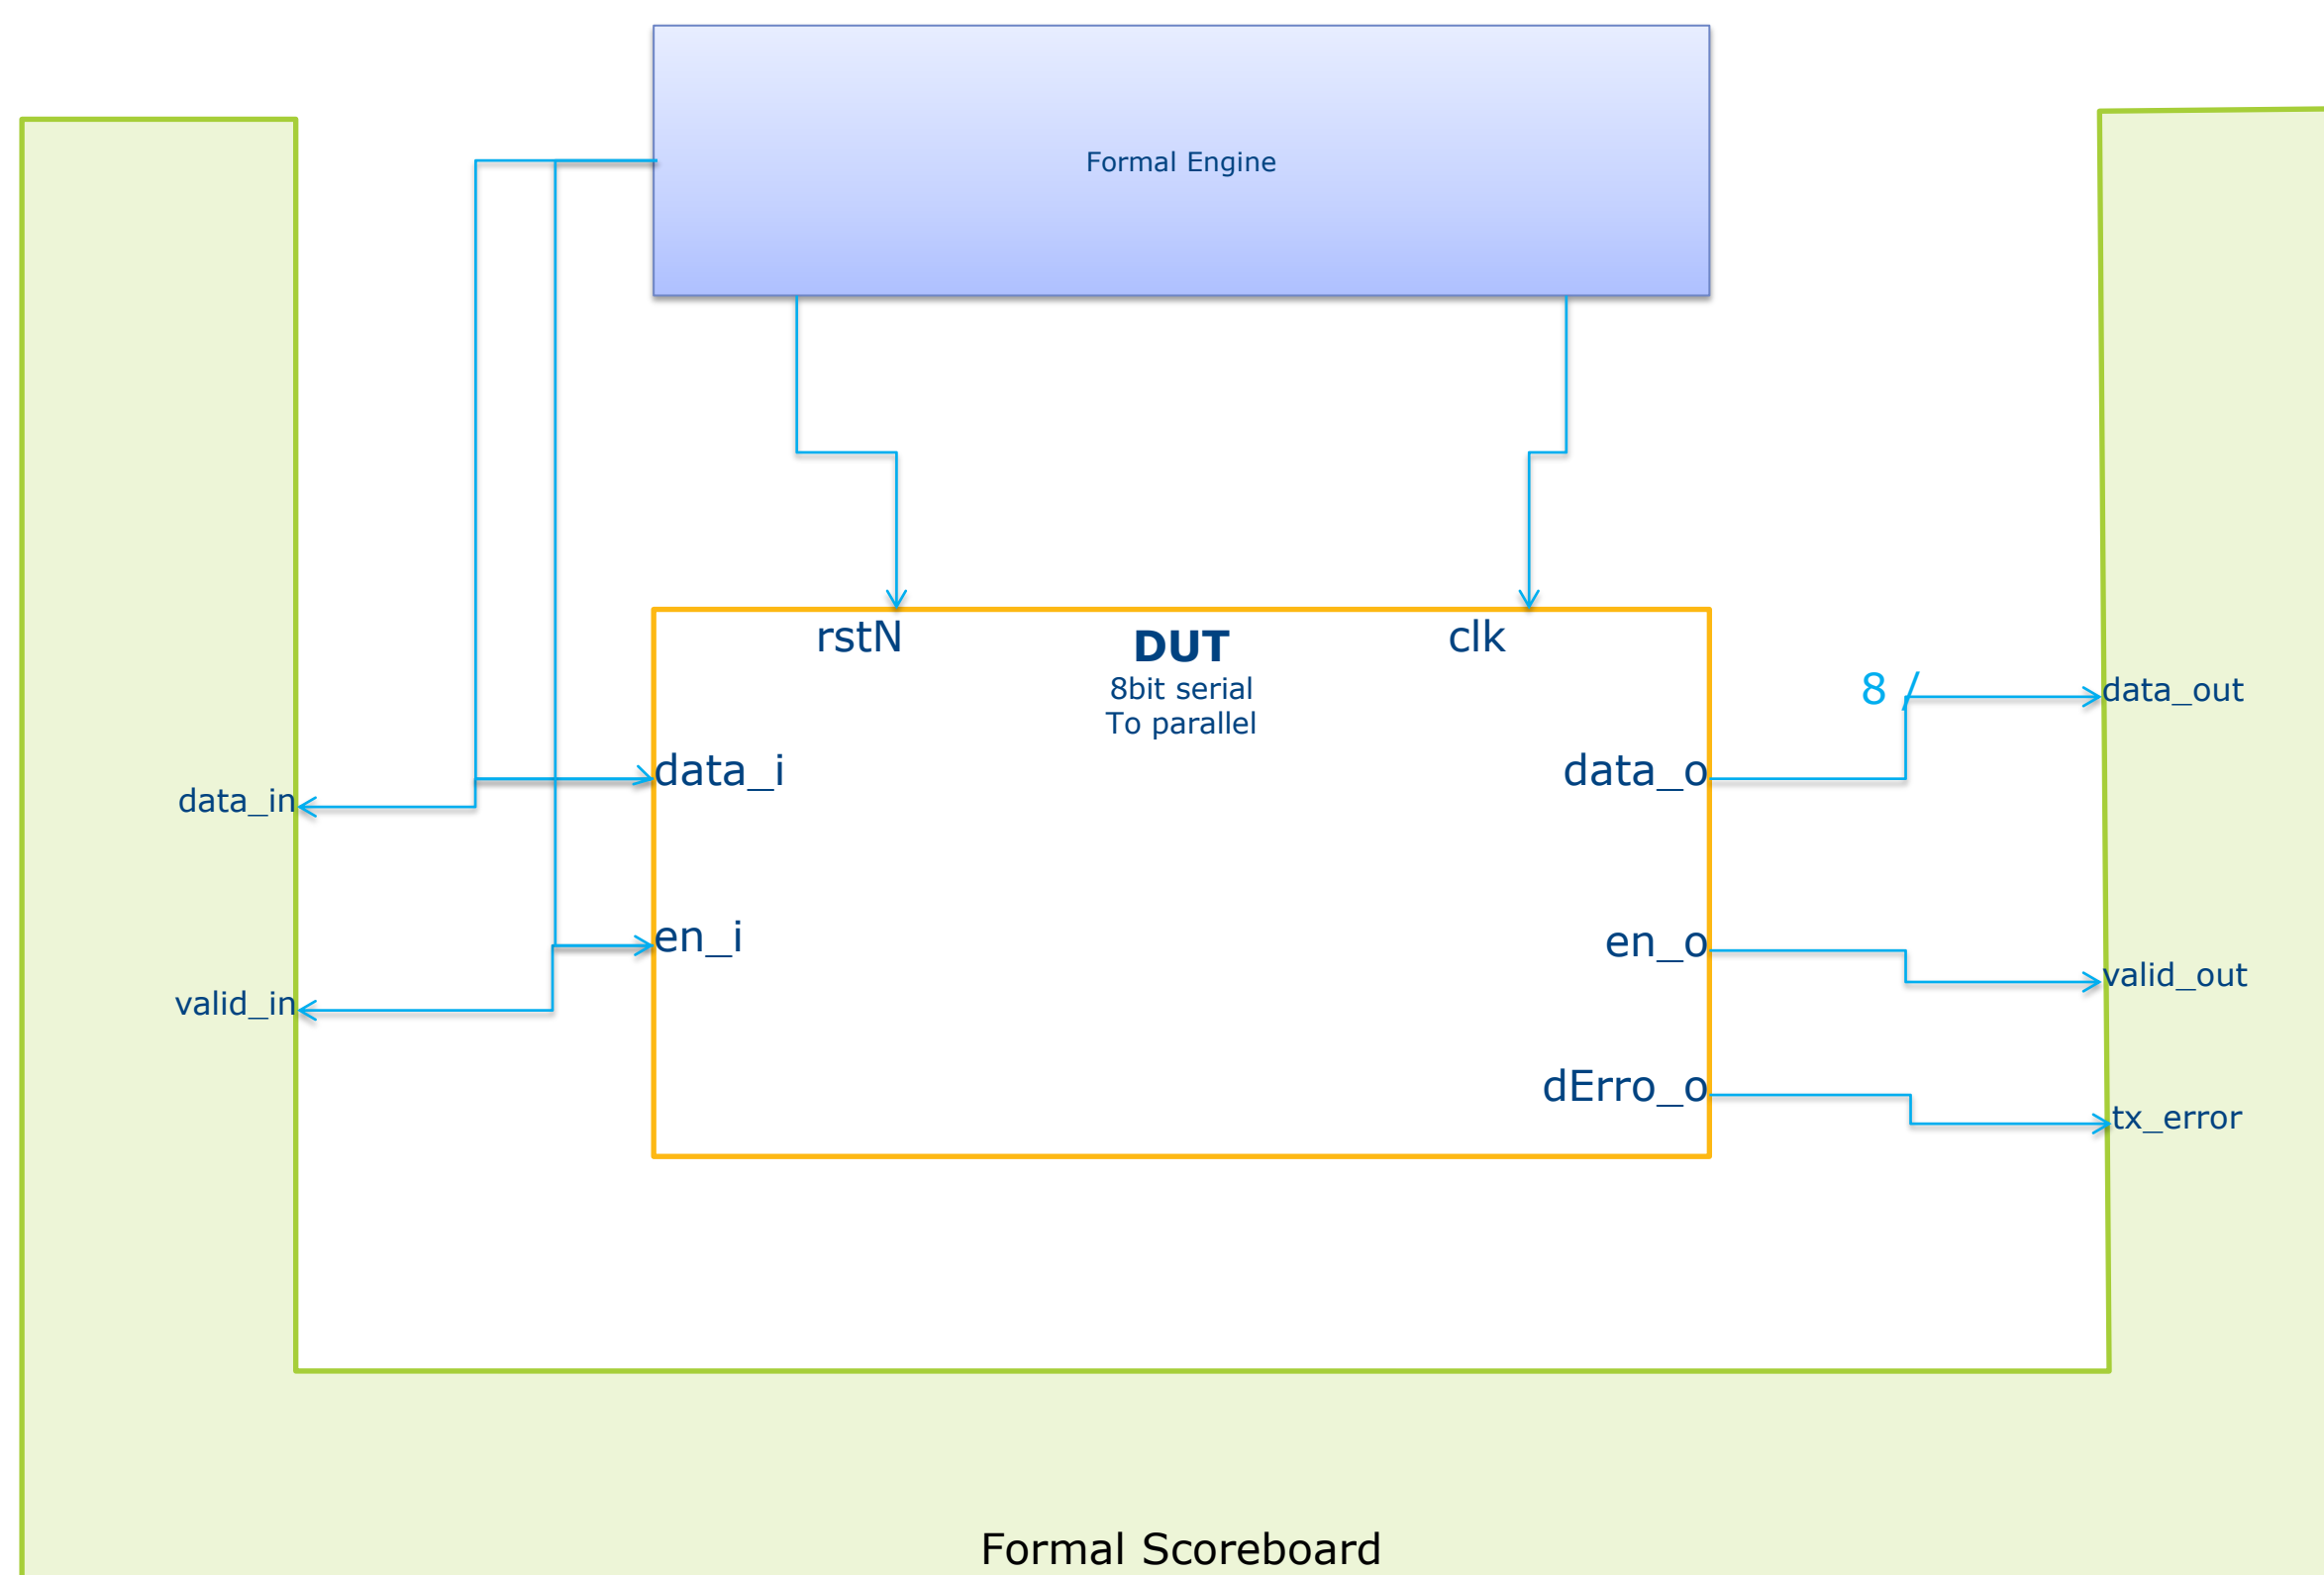 Formal Engine
rstN
DUT
clk
8bit serial
To parallel
8 /
data_out
data_i
data_o
data_in
en_i
en_o
valid_out
valid_in
dErro_o
tx_error
Formal Scoreboard